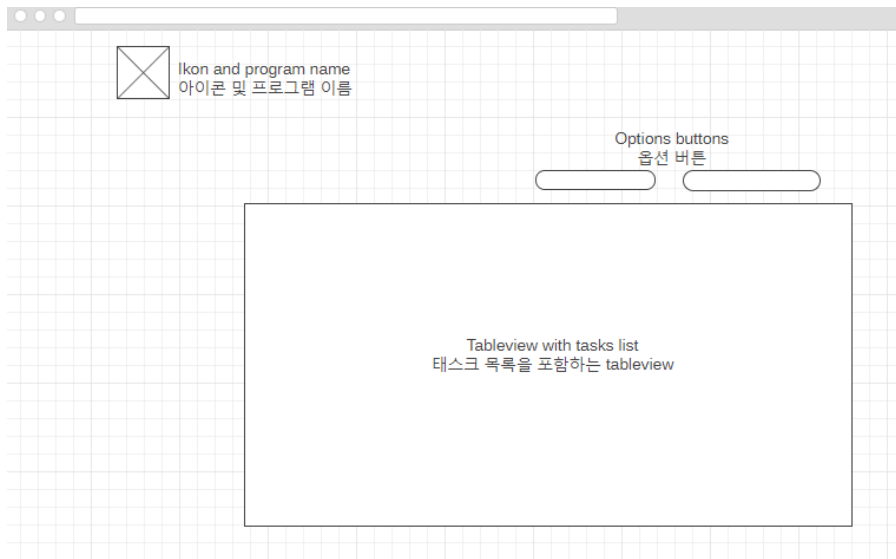 Ikon and program name
아이콘 및 프로그램 이름
Options buttons
옵션 버튼
Tableview with tasks list
태스크 목록을 포함하는 tableview